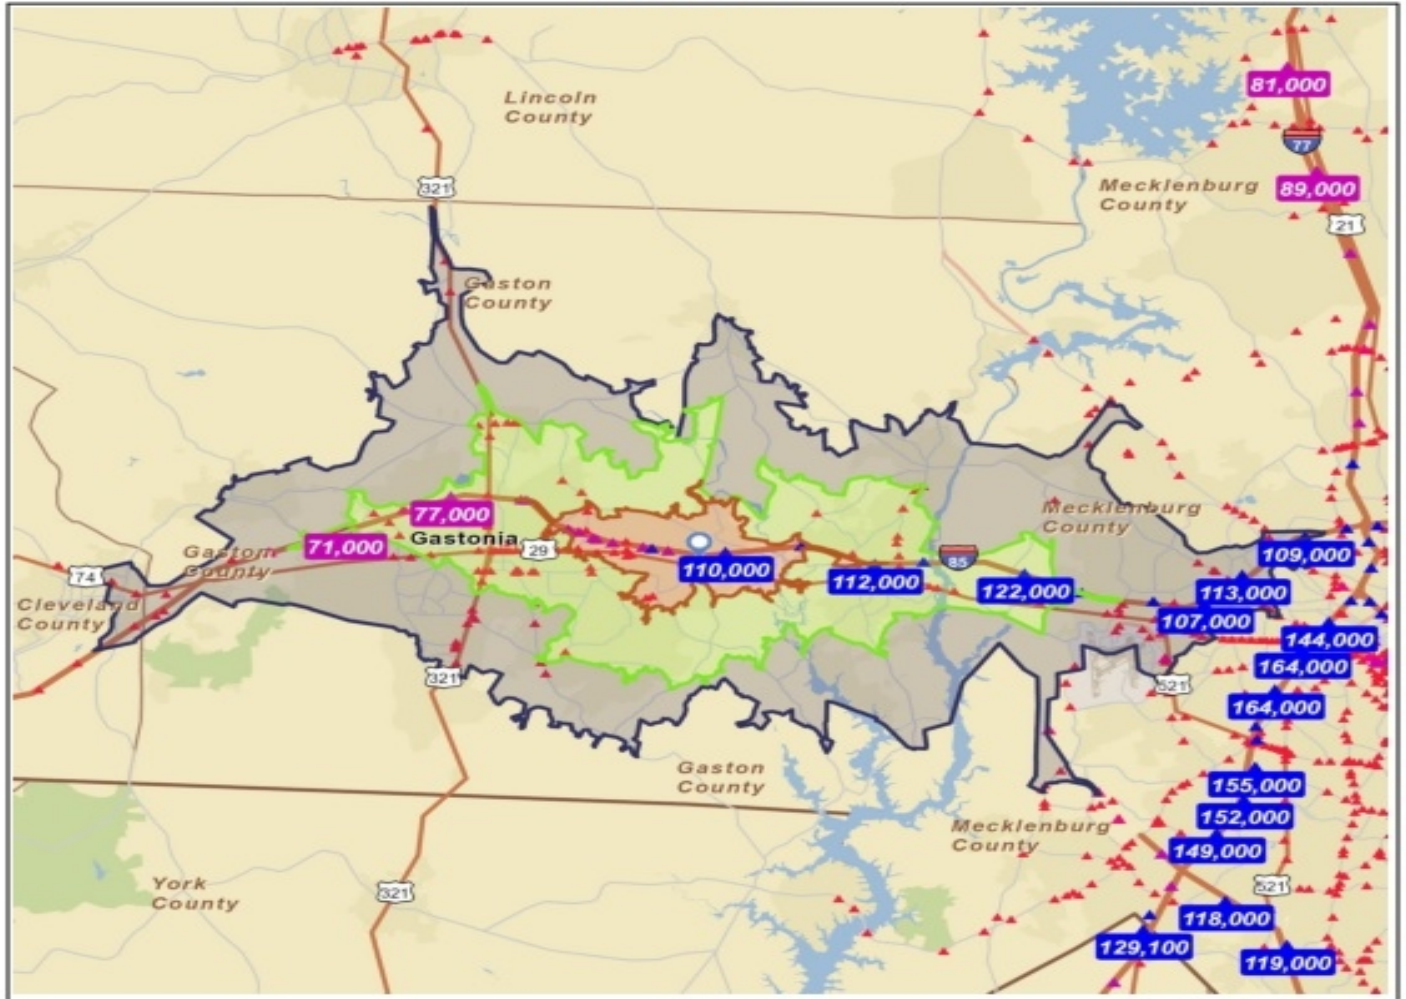 81,000
Lincoln
County
77
321
Mecklenburg
County
89,000
21
Gaston
County
77,000
Mecklenburg
County
Gastonia
71,000
29
Gaston
County
109,000
85
110,000
74
112,000
122,000
113,000
Cleveland
County
107,000
144,000
164,000
321
521
164,000
Gaston
County
155,000
152,000
Mecklenburg
County
149,000
York
County
321
521
118,000
129,100
119,000